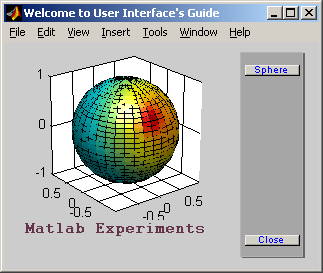 Welcome to User Interface's Guide
File Edit View Insert Tools Window Help
Sphere
1
0
-1
0.5
0
-0.5
-0.5
0
0.5
Matlab Experiments
Close